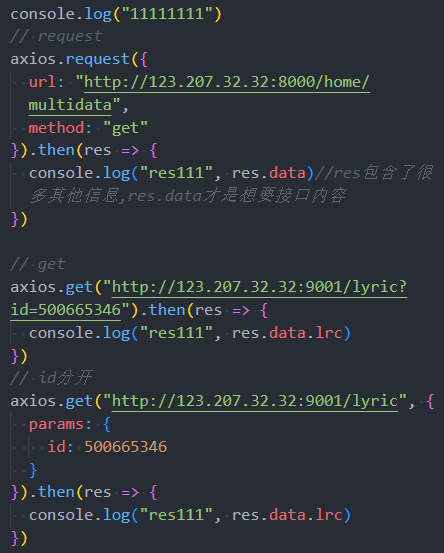 console.log("11111111")
// request
axios.request({
  url: "http://123.207.32.32:8000/home/
  multidata",
  method: "get"
}).then(res => {
  console.log("res111", res.data)//res包含了很
  多其他信息,res.data才是想要接口内容
})

// get
axios.get("http://123.207.32.32:9001/lyric?
id=500665346").then(res => {
  console.log("res111", res.data.lrc)
})
// id分开
axios.get("http://123.207.32.32:9001/lyric", {
  params: {
    id: 500665346
  }
}).then(res => {
  console.log("res111", res.data.lrc)
})